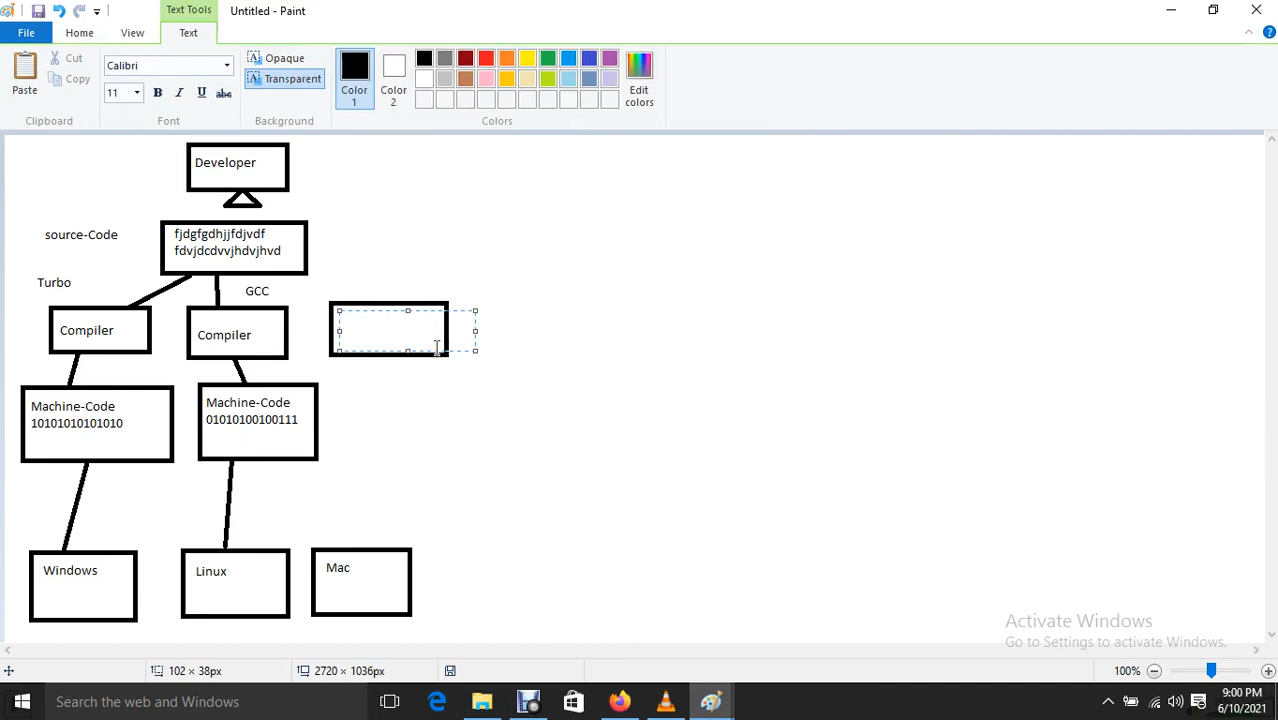 Text Tools
Untitled - Paint
File
Home
View
Text
Paste
Cut
Copy
Clipboard
Calibri
11
B
I
U
abc
Font
Opaque
Transparent
Background
Color
1
Color
2
Edit
colors
Colors
Developer
source-Code
fjdgfgdhjjfdjvdf
fdvjdcdvvjhdvjhvd
Turbo
GCC
Compiler
Compiler
Machine-Code
10101010101010
Machine-Code
01010100100111
Windows
Linux
Mac
Activate Windows
Go to Settings to activate Windows.
102 × 38px
2720 × 1036px
100%
Search the web and Windows
9:00 PM
6/10/2021